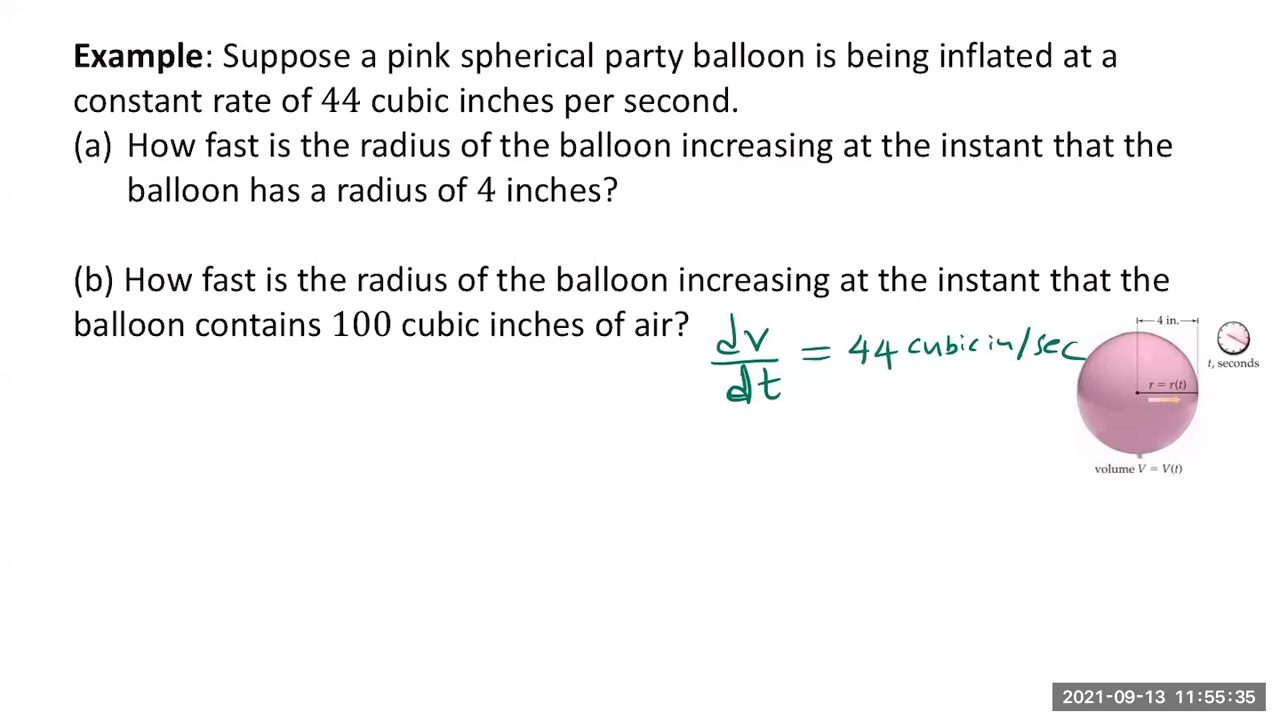 Example: Suppose a pink spherical party balloon is being inflated at a
constant rate of 44 cubic inches per second.
(a) How fast is the radius of the balloon increasing at the instant that the
balloon has a radius of 4 inches?
(b) How fast is the radius of the balloon increasing at the instant that the
balloon contains 100 cubic inches of air?
dv/dt = 44 cubic in/sec
4 in.
t, seconds
r = r(t)
volume V = V(t)
2021-09-13 11:55:35